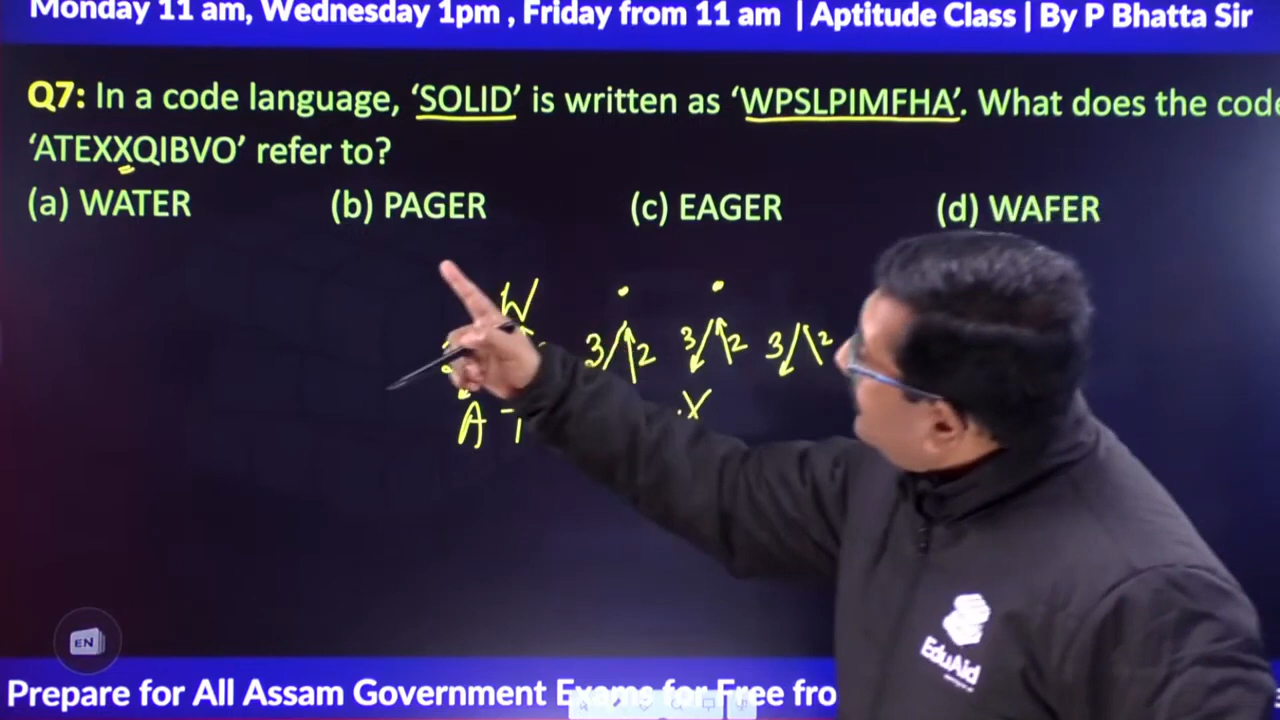 Monday 11 am, Wednesday 1pm , Friday from 11 am | Aptitude Class | By P Bhatta Sir
Q7: In a code language, ‘SOLID’ is written as ‘WPSLPIMFHA’. What does the code
‘ATEXXQIBVO’ refer to?
(a) WATER (b) PAGER (c) EAGER (d) WAFER
W
3 2 3 2 3 2
A T X
EduAid
EN
Prepare for All Assam Government Exams for Free fro